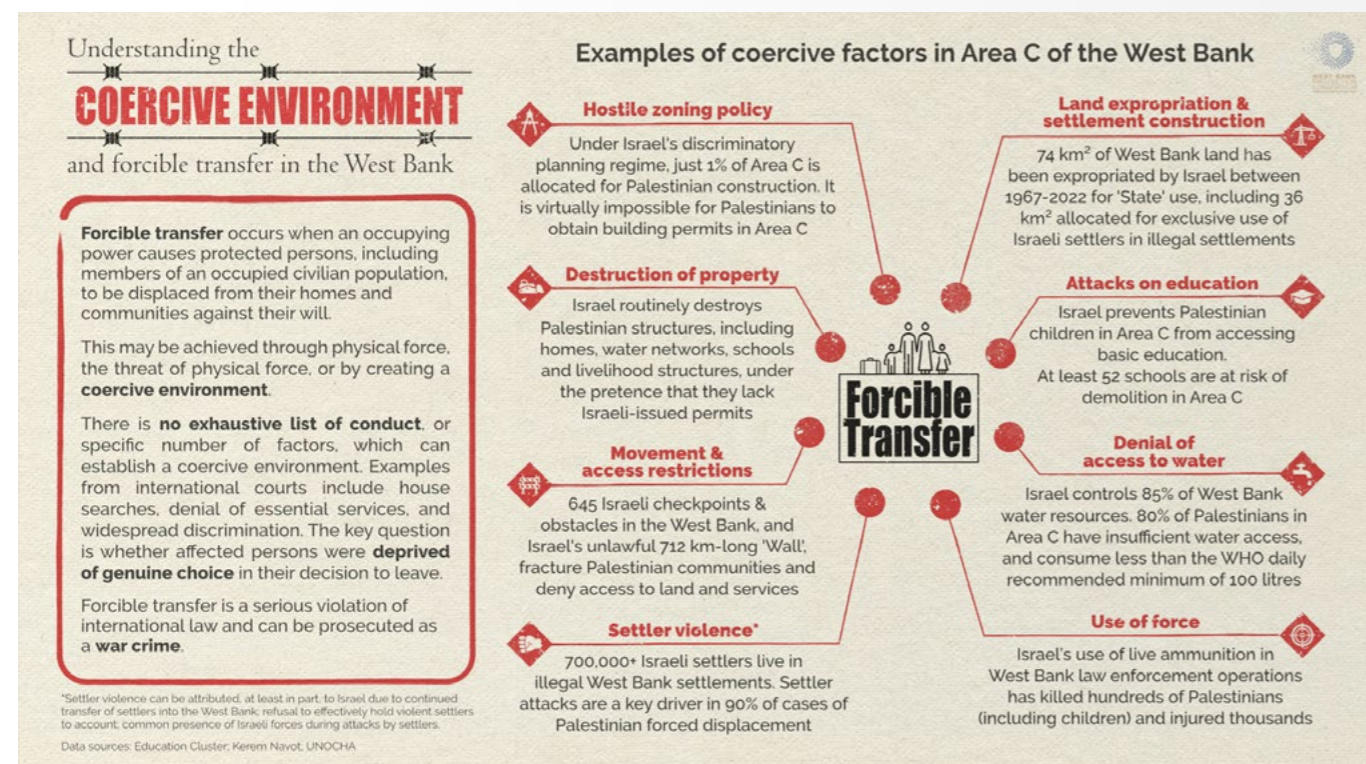 Understanding the
COERCIVE ENVIRONMENT
and forcible transfer in the West Bank
Forcible transfer occurs when an occupying
power causes protected persons, including
members of an occupied civilian population,
to be displaced from their homes and
communities against their will.
This may be achieved through physical force,
the threat of physical force, or by creating a
coercive environment.
There is no exhaustive list of conduct, or
specific number of factors, which can
establish a coercive environment. Examples
from international courts include house
searches, denial of essential services, and
widespread discrimination. The key question
is whether affected persons were deprived
of genuine choice in their decision to leave.
Forcible transfer is a serious violation of
international law and can be prosecuted as
a war crime.
*Settler violence can be attributed, at least in part, to Israel due to continued
transfer of settlers into the West Bank; refusal to effectively hold violent settlers
to account; common presence of Israeli forces during attacks by settlers.
Data sources: Education Cluster; Kerem Navot, UNOCHA
Examples of coercive factors in Area C of the West Bank
Hostile zoning policy
Under Israel's discriminatory
planning regime, just 1% of Area C is
allocated for Palestinian construction. It
is virtually impossible for Palestinians to
obtain building permits in Area C
Destruction of property
Israel routinely destroys
Palestinian structures, including
homes, water networks, schools
and livelihood structures, under
the pretence that they lack
Israeli-issued permits
Movement &
access restrictions
645 Israeli checkpoints &
obstacles in the West Bank, and
Israel's unlawful 712 km-long 'Wall',
fracture Palestinian communities and
deny access to land and services
Settler violence*
700,000+ Israeli settlers live in
illegal West Bank settlements. Settler
attacks are a key driver in 90% of cases of
Palestinian forced displacement
Forcible
Transfer
Land expropriation &
settlement construction
74 km² of West Bank land has
been expropriated by Israel between
1967-2022 for 'State' use, including 36
km² allocated for exclusive use of
Israeli settlers in illegal settlements
Attacks on education
Israel prevents Palestinian
children in Area C from accessing
basic education.
At least 52 schools are at risk of
demolition in Area C
Denial of
access to water
Israel controls 85% of West Bank
water resources. 80% of Palestinians in
Area C have insufficient water access,
and consume less than the WHO daily
recommended minimum of 100 litres
Use of force
Israel's use of live ammunition in
West Bank law enforcement operations
has killed hundreds of Palestinians
(including children) and injured thousands
WEST BANK